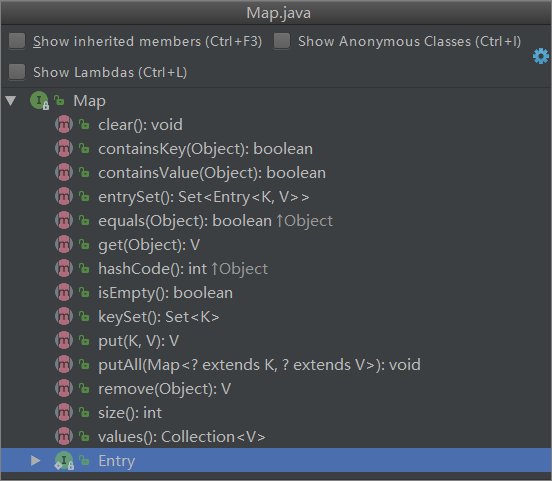 Map.java
Show inherited members (Ctrl+F3) Show Anonymous Classes (Ctrl+I)
Show Lambdas (Ctrl+L)
Map
clear(): void
containsKey(Object): boolean
containsValue(Object): boolean
entrySet(): Set<Entry<K, V>>
equals(Object): boolean ↑Object
get(Object): V
hashCode(): int ↑Object
isEmpty(): boolean
keySet(): Set<K>
put(K, V): V
putAll(Map<? extends K, ? extends V>): void
remove(Object): V
size(): int
values(): Collection<V>
Entry